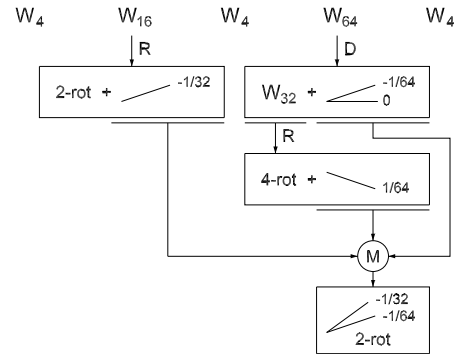 W4 W16 W4 W64 W4
R D
2-rot + -1/32
W32 + -1/64
0
R
4-rot + 1/64
M
-1/32
-1/64
2-rot